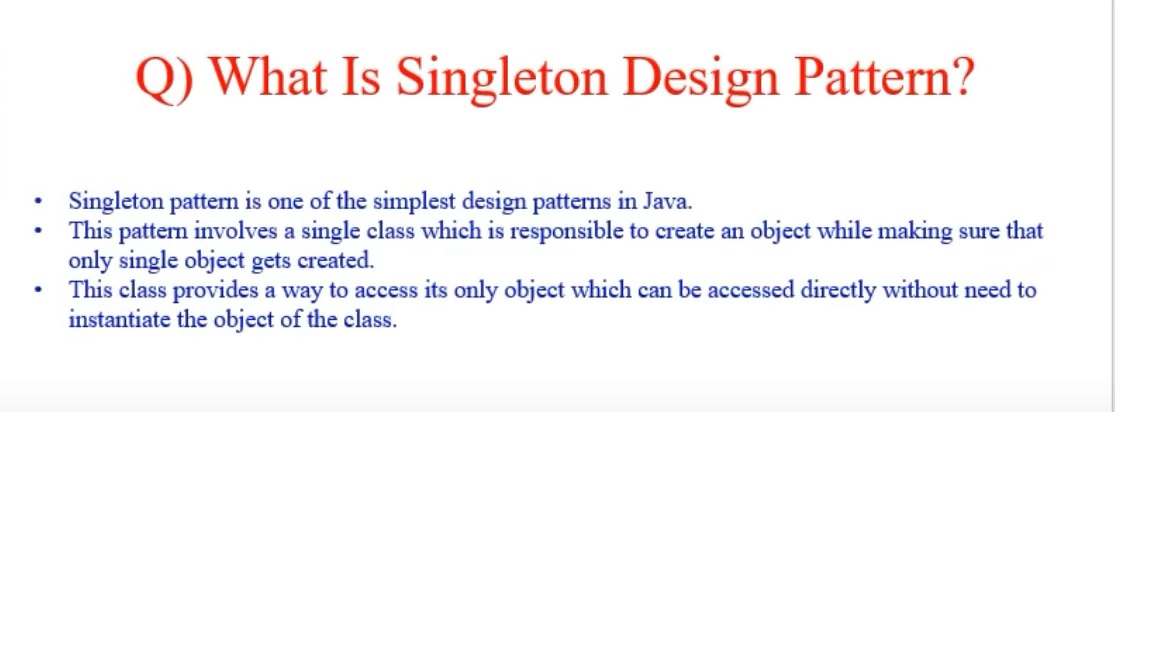 Q) What Is Singleton Design Pattern?
• Singleton pattern is one of the simplest design patterns in Java.
• This pattern involves a single class which is responsible to create an object while making sure that
only single object gets created.
• This class provides a way to access its only object which can be accessed directly without need to
instantiate the object of the class.